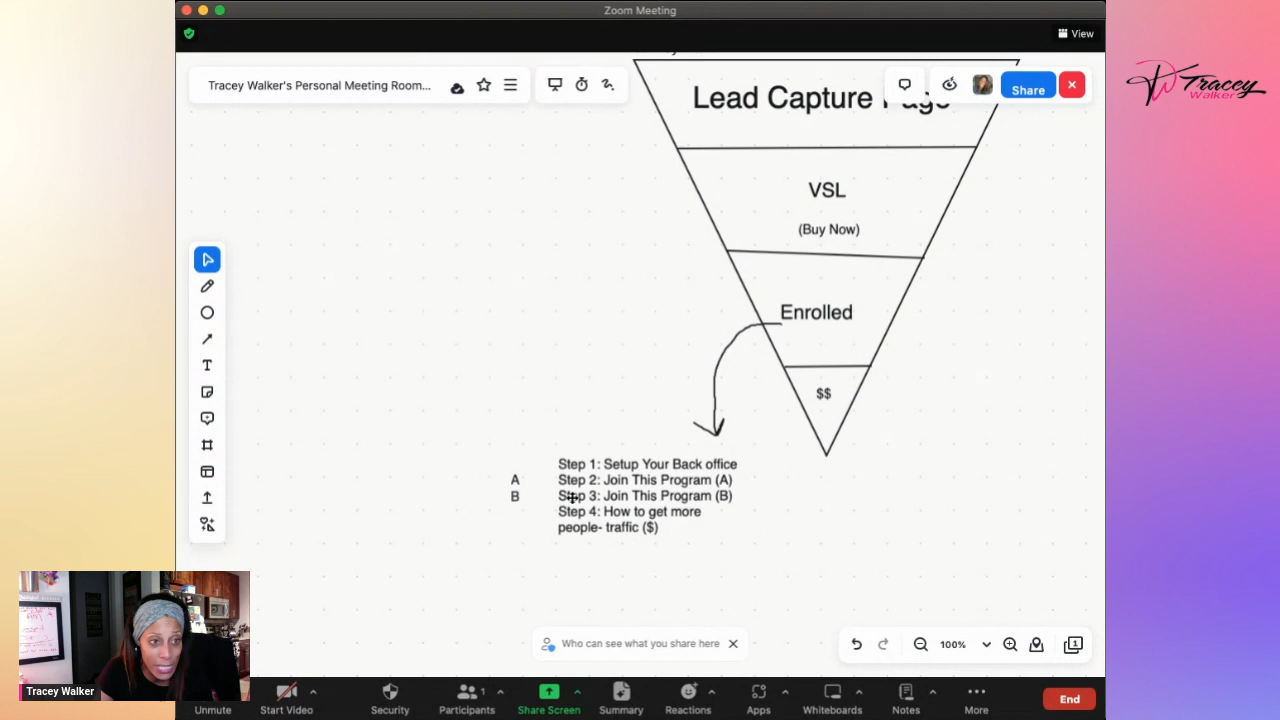 Zoom Meeting
View
Tracey Walker's Personal Meeting Room...
Share
Tracey
Walker
Lead Capture Page
VSL
(Buy Now)
Enrolled
$$
Step 1: Setup Your Back office
A Step 2: Join This Program (A)
B Step 3: Join This Program (B)
Step 4: How to get more
people- traffic ($)
Who can see what you share here
100%
1
Tracey Walker
1
Unmute
Start Video
Security
Participants
Share Screen
Summary
Reactions
Apps
Whiteboards
Notes
More
End